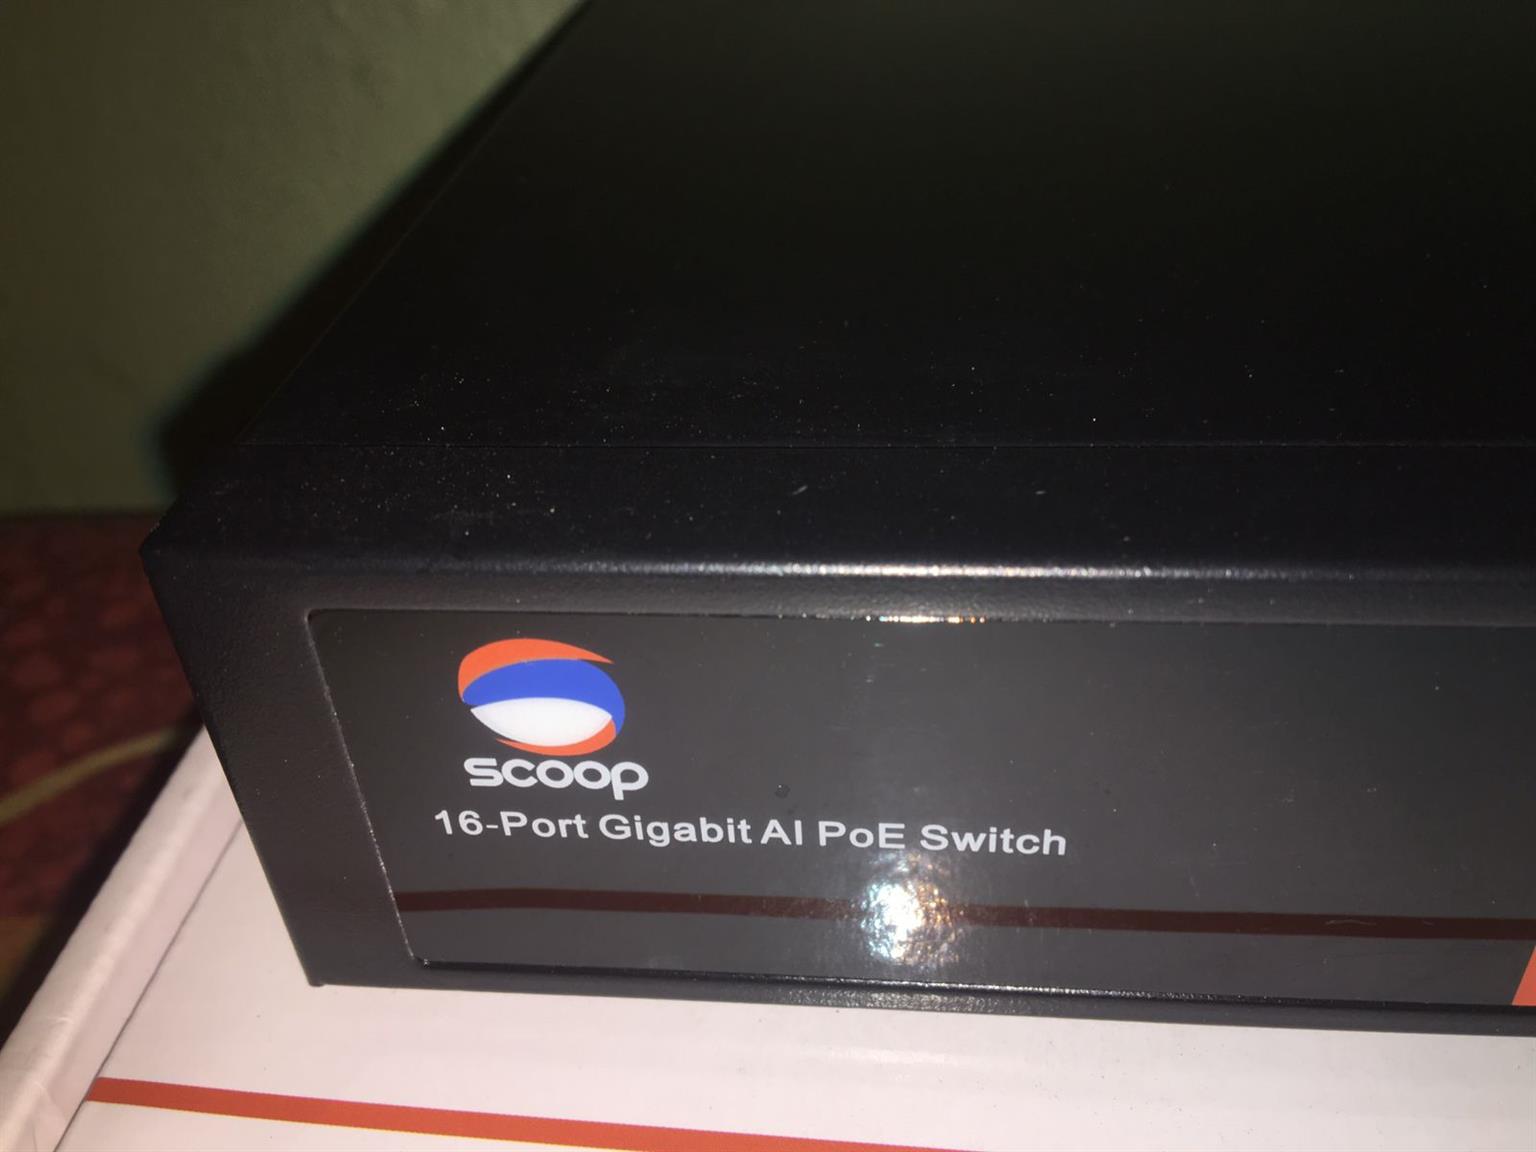 scoop
16-Port Gigabit AI PoE Switch